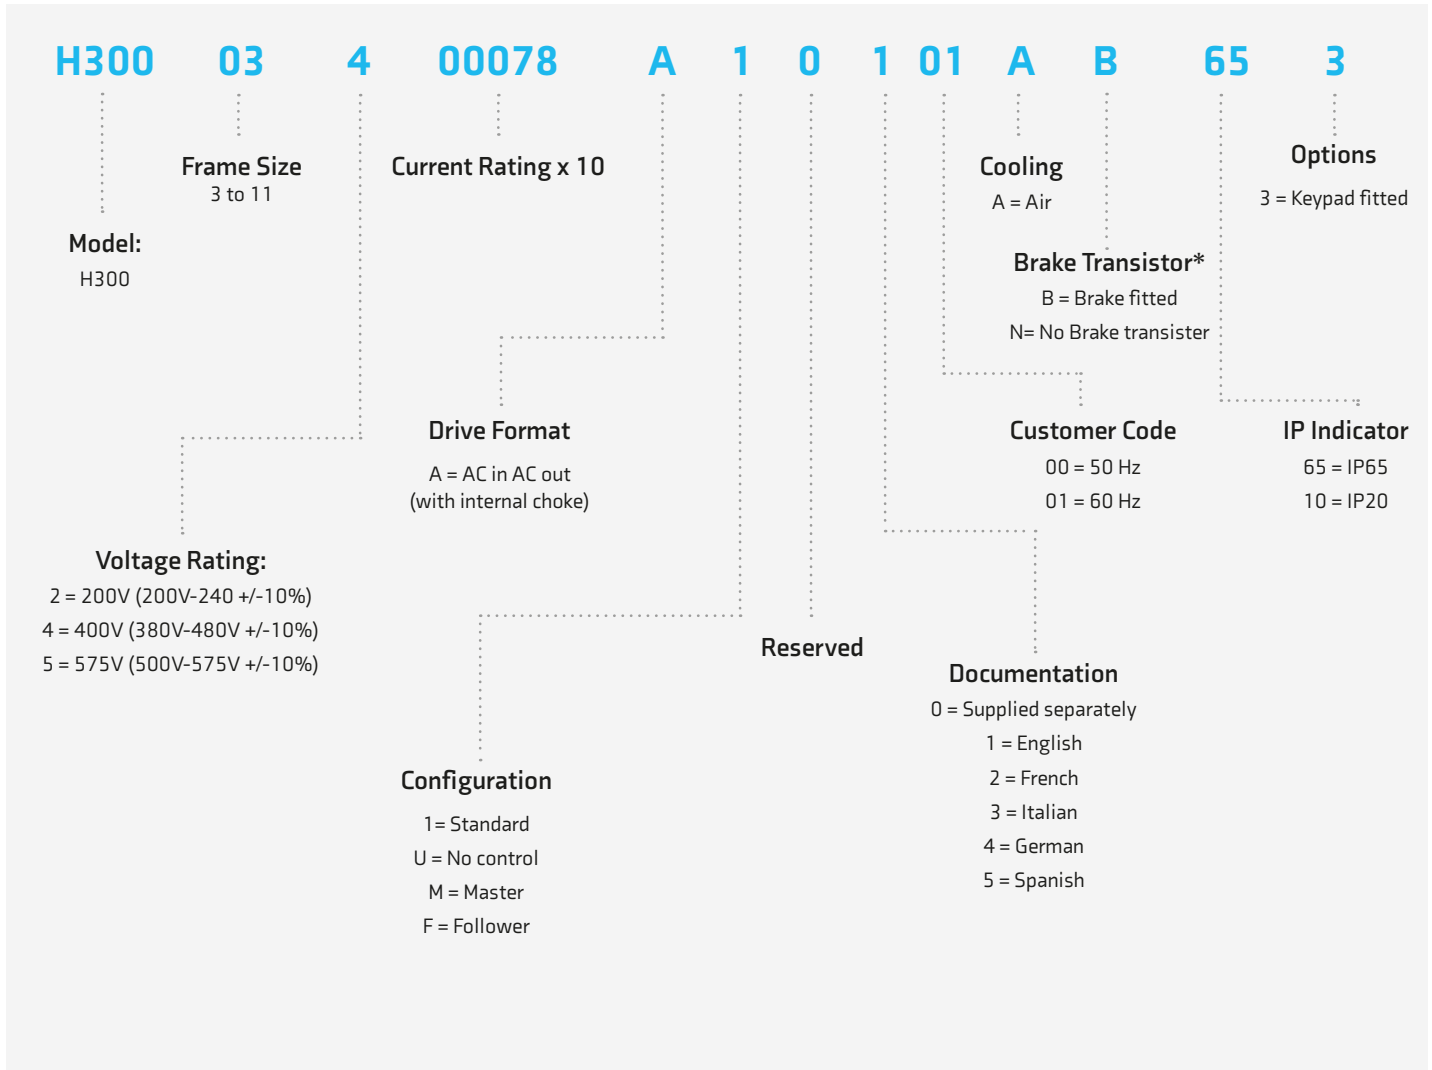 H300 03 4 00078 A 1 0 1 01 A B 65 3
Frame Size
3 to 11
Current Rating x 10
Cooling
A = Air
Options
3 = Keypad fitted
Model:
H300
Brake Transistor*
B = Brake fitted
N= No Brake transister
Drive Format
A = AC in AC out
(with internal choke)
Customer Code
00 = 50 Hz
01 = 60 Hz
IP Indicator
65 = IP65
10 = IP20
Voltage Rating:
2 = 200V (200V-240 +/-10%)
4 = 400V (380V-480V +/-10%)
5 = 575V (500V-575V +/-10%)
Reserved
Documentation
0 = Supplied separately
1 = English
2 = French
3 = Italian
4 = German
5 = Spanish
Configuration
1= Standard
U = No control
M = Master
F = Follower